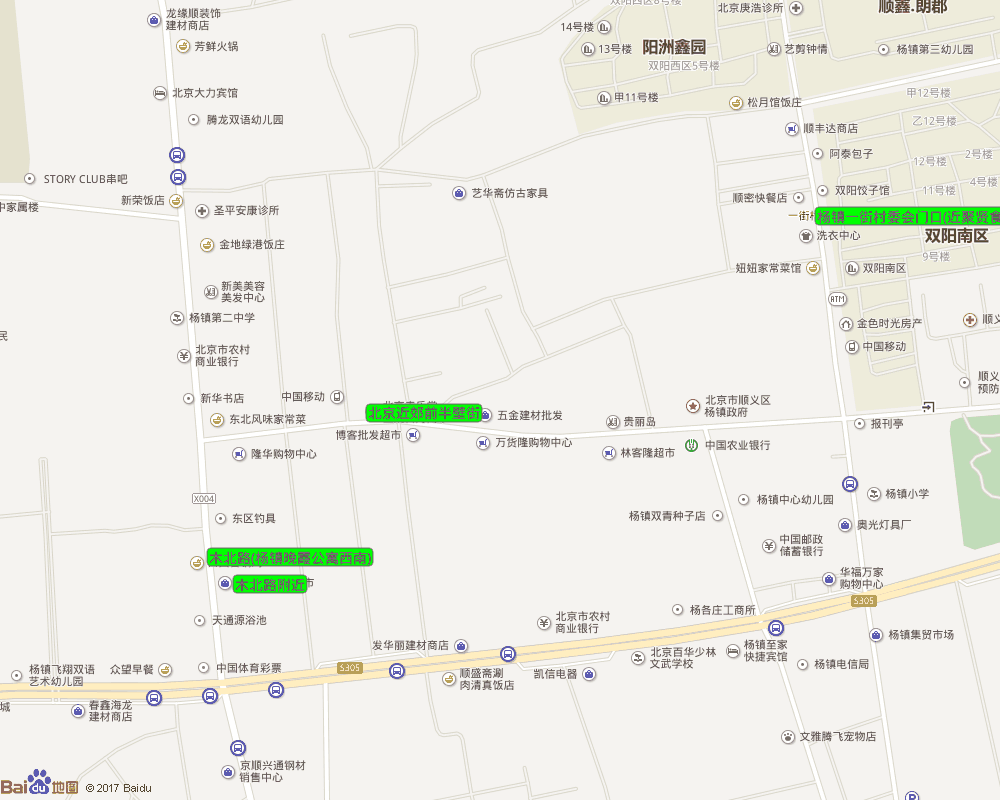 龙缘顺装饰
建材商店
芳鲜火锅
北京大力宾馆
腾龙双语幼儿园
STORY CLUB串吧
中家属楼
新荣饭店
圣平安康诊所
金地绿港饭庄
新美美容
美发中心
杨镇第二中学
民
北京市农村
商业银行
新华书店
东北风味家常菜
中国移动
隆华购物中心
北京近郊前半壁街
博客批发超市
五金建材批发
万货隆购物中心
艺华斋仿古家具
14号楼
13号楼
阳洲鑫园
双阳西区5号楼
甲11号楼
北京庚浩诊所
顺鑫.朗郡
艺剪钟情
杨镇第三幼儿园
松月馆饭庄
甲12号楼
顺丰达商店
乙12号楼
阿泰包子
12号楼
2号楼
4号楼
双阳饺子馆
11号楼
顺密快餐店
杨镇一街村委会门口(近聚贤食
洗衣中心
双阳南区
9号楼
妞妞家常菜馆
双阳南区
ATM
金色时光房产
中国移动
顺义
顺义
预防
北京市顺义区
杨镇政府
贵丽岛
报刊亭
林客隆超市
中国农业银行
杨镇中心幼儿园
杨镇小学
杨镇双青种子店
奥光灯具厂
中国邮政
储蓄银行
华福万家
购物中心
S305
X004
东区钓具
木北路(杨镇晚霞公寓西南)
木北路附近
市
天通源浴池
杨各庄工商所
北京市农村
商业银行
杨镇集贸市场
发华丽建材商店
杨镇至家
快捷宾馆
北京百华少林
文武学校
杨镇电信局
中国体育彩票
S305
众望早餐
杨镇飞翔双语
艺术幼儿园
顺盛斋涮
肉清真饭店
凯信电器
城
春鑫海龙
建材商店
文雅腾飞宠物店
京顺兴通钢材
销售中心
Bai du 地图
© 2017 Baidu